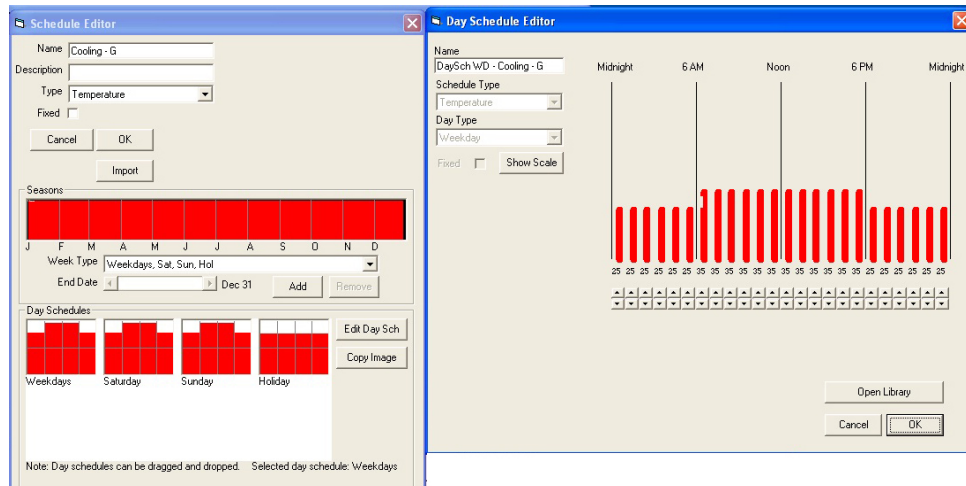 Schedule Editor
Name Cooling - G
Description
Type Temperature
Fixed
Cancel OK
Import
Seasons
J F M A M J J A S O N D
Week Type Weekdays, Sat, Sun, Hol
End Date Dec 31 Add Remove
Day Schedules
Edit Day Sch
Copy Image
Weekdays Saturday Sunday Holiday
Note: Day schedules can be dragged and dropped. Selected day schedule: Weekdays
Day Schedule Editor
Name
DaySch WD - Cooling - G
Schedule Type
Temperature
Day Type
Weekday
Fixed Show Scale
Midnight 6 AM Noon 6 PM Midnight
25 25 25 25 25 25 35 35 35 35 35 35 35 35 35 35 35 35 25 25 25 25 25 25
Open Library
Cancel OK